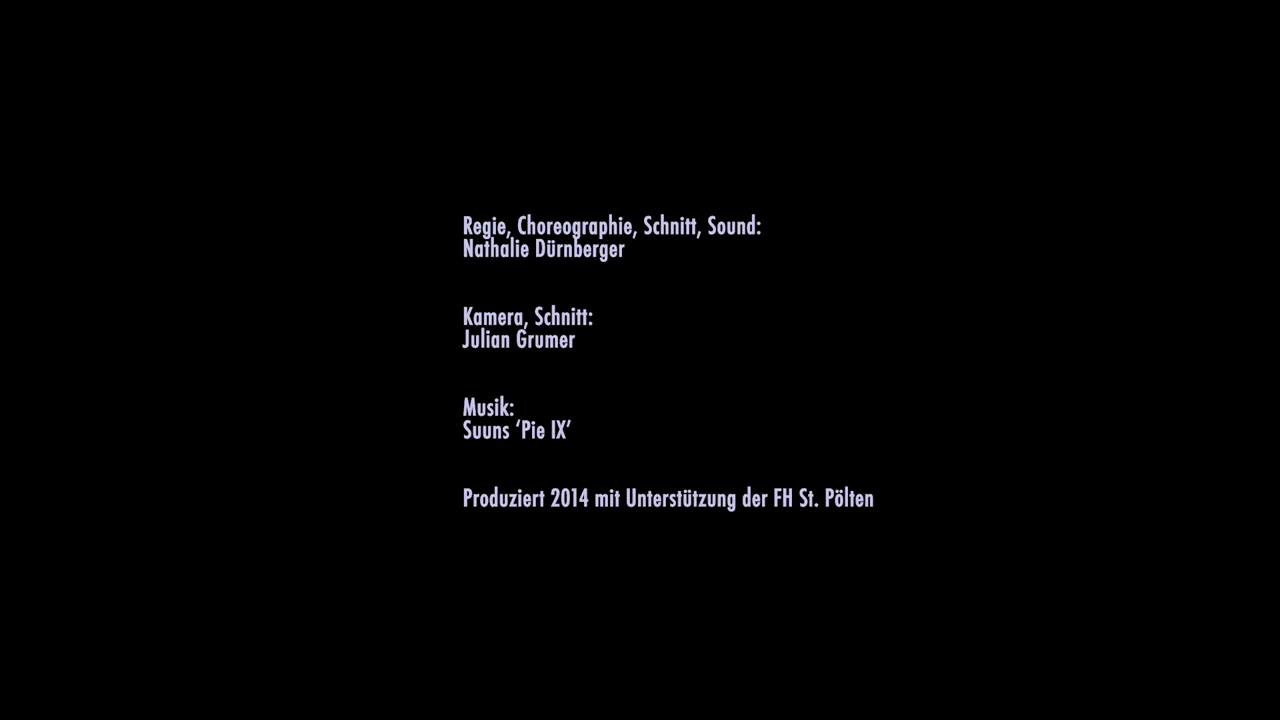 Regie, Choreographie, Schnitt, Sound:
Nathalie Dürnberger
Kamera, Schnitt:
Julian Grumer
Musik:
Suuns ‘Pie IX’
Produziert 2014 mit Unterstützung der FH St. Pölten